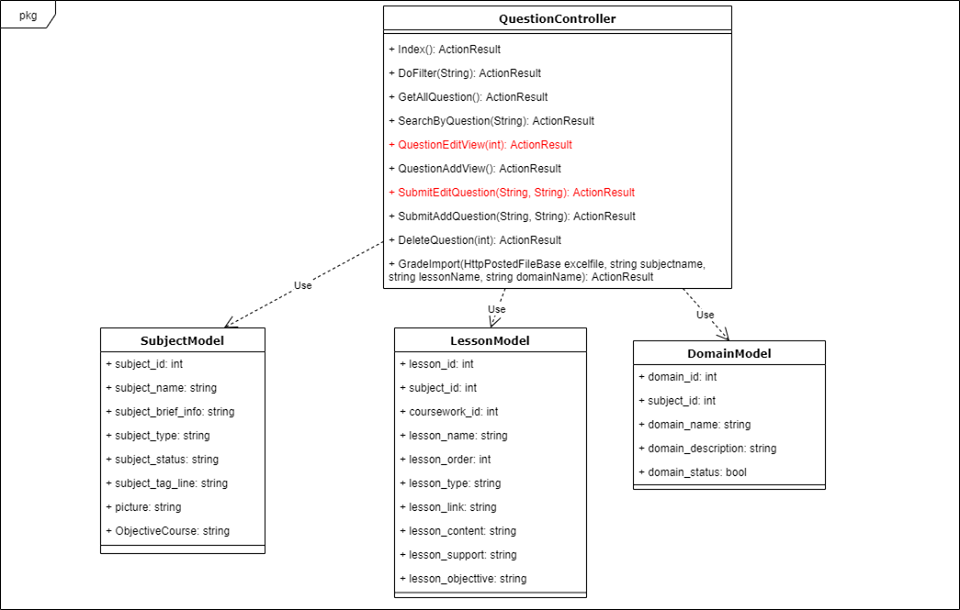 pkg
QuestionController
+ Index(): ActionResult
+ DoFilter(String): ActionResult
+ GetAllQuestion(): ActionResult
+ SearchByQuestion(String): ActionResult
+ QuestionEditView(int): ActionResult
+ QuestionAddView(): ActionResult
+ SubmitEditQuestion(String, String): ActionResult
+ SubmitAddQuestion(String, String): ActionResult
+ DeleteQuestion(int): ActionResult
+ GradeImport(HttpPostedFileBase excelfile, string subjectname,
string lessonName, string domainName): ActionResult
Use
Use
Use
SubjectModel
+ subject_id: int
+ subject_name: string
+ subject_brief_info: string
+ subject_type: string
+ subject_status: string
+ subject_tag_line: string
+ picture: string
+ ObjectiveCourse: string
LessonModel
+ lesson_id: int
+ subject_id: int
+ coursework_id: int
+ lesson_name: string
+ lesson_order: int
+ lesson_type: string
+ lesson_link: string
+ lesson_content: string
+ lesson_support: string
+ lesson_objecttive: string
DomainModel
+ domain_id: int
+ subject_id: int
+ domain_name: string
+ domain_description: string
+ domain_status: bool